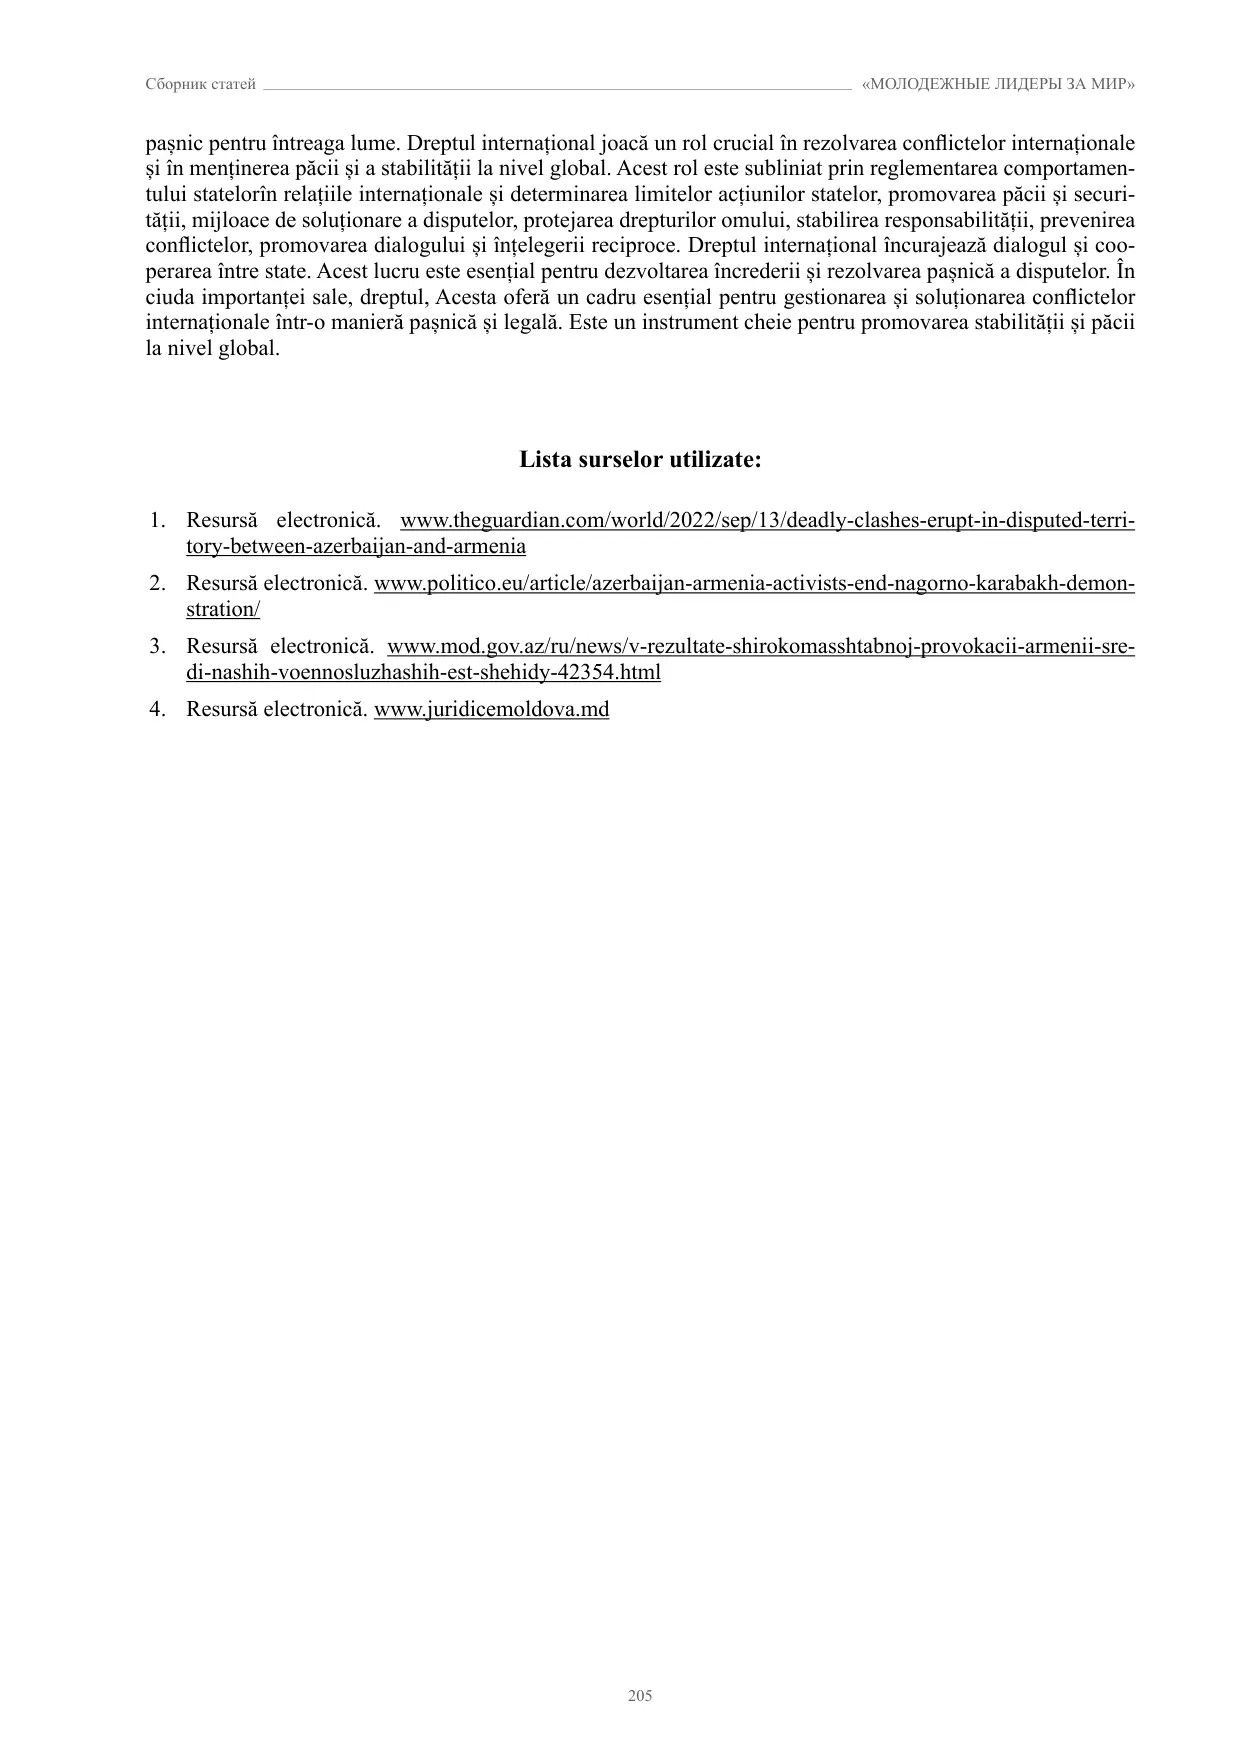 Сборник статей «МОЛОДЕЖНЫЕ ЛИДЕРЫ ЗА МИР»
pașnic pentru întreaga lume. Dreptul internațional joacă un rol crucial în rezolvarea conflictelor internaționale
și în menținerea păcii și a stabilității la nivel global. Acest rol este subliniat prin reglementarea comportamen-
tului statelorîn relațiile internaționale și determinarea limitelor acțiunilor statelor, promovarea păcii și securi-
tății, mijloace de soluționare a disputelor, protejarea drepturilor omului, stabilirea responsabilității, prevenirea
conflictelor, promovarea dialogului și înțelegerii reciproce. Dreptul internațional încurajează dialogul și coo-
perarea între state. Acest lucru este esențial pentru dezvoltarea încrederii și rezolvarea pașnică a disputelor. În
ciuda importanței sale, dreptul, Acesta oferă un cadru esențial pentru gestionarea și soluționarea conflictelor
internaționale într-o manieră pașnică și legală. Este un instrument cheie pentru promovarea stabilității și păcii
la nivel global.
Lista surselor utilizate:
1. Resursă electronică. www.theguardian.com/world/2022/sep/13/deadly-clashes-erupt-in-disputed-terri-
tory-between-azerbaijan-and-armenia
2. Resursă electronică. www.politico.eu/article/azerbaijan-armenia-activists-end-nagorno-karabakh-demon-
stration/
3. Resursă electronică. www.mod.gov.az/ru/news/v-rezultate-shirokomasshtabnoj-provokacii-armenii-sre-
di-nashih-voennosluzhashih-est-shehidy-42354.html
4. Resursă electronică. www.juridicemoldova.md
205